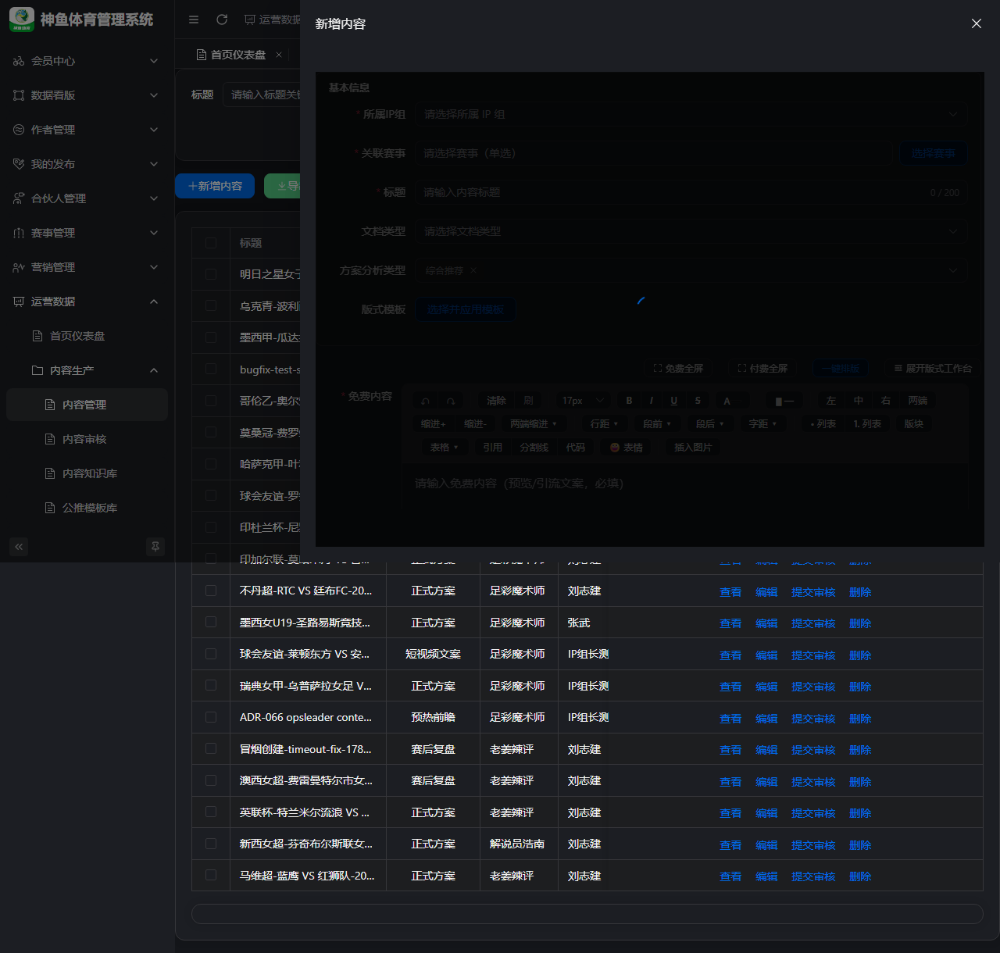 神鱼体育管理系统
会员中心
数据看版
作者管理
我的发布
合伙人管理
赛事管理
营销管理
运营数据
首页仪表盘
内容生产
内容管理
内容审核
内容知识库
公推模板库
运营数据
首页仪表盘
标题 请输入标题关
新增内容
标题
明日之星女子
乌克青-波利
墨西甲-瓜达
bugfix-test-s
哥伦乙-奥尔
莫桑冠-费罗
哈萨克甲-叶
球会友谊-罗
印杜兰杯-尼
印加尔联-莫
新增内容
基本信息
* 所属IP组 请选择所属 IP 组
* 关联赛事 请选择赛事（单选） 选择赛事
* 标题 请输入内容标题 0 / 200
文档类型 请选择文档类型
方案分析类型 综合推荐
版式模板 选择并应用模板
免费全屏 付费全屏 一键排版 展开版式工作台
* 免费内容
清除 刷 17px B I U S A 左 中 右 两端
缩进+ 缩进- 两端缩进 行距 段前 段后 字距 • 列表 1. 列表 版块
表格 引用 分割线 代码 表情 插入图片
请输入免费内容（预览/引流文案，必填）
正式方案 足彩魔术师 刘志建 查看 编辑 提交审核 删除
不丹超-RTC VS 廷布FC-20... 正式方案 足彩魔术师 刘志建 查看 编辑 提交审核 删除
墨西女U19-圣路易斯竞技... 正式方案 足彩魔术师 张武 查看 编辑 提交审核 删除
球会友谊-莱顿东方 VS 安... 短视频文案 足彩魔术师 IP组长测 查看 编辑 提交审核 删除
瑞典女甲-乌普萨拉女足 V... 正式方案 足彩魔术师 IP组长测 查看 编辑 提交审核 删除
ADR-066 opsleader conte... 预热前瞻 足彩魔术师 IP组长测 查看 编辑 提交审核 删除
冒烟创建-timeout-fix-178... 赛后复盘 老姜辣评 刘志建 查看 编辑 提交审核 删除
澳西女超-费雷曼特尔市女... 赛后复盘 老姜辣评 刘志建 查看 编辑 提交审核 删除
英联杯-特兰米尔流浪 VS ... 正式方案 老姜辣评 刘志建 查看 编辑 提交审核 删除
新西女超-芬奇布尔斯联女... 正式方案 解说员浩南 刘志建 查看 编辑 提交审核 删除
马维超-蓝鹰 VS 红狮队-20... 正式方案 老姜辣评 刘志建 查看 编辑 提交审核 删除